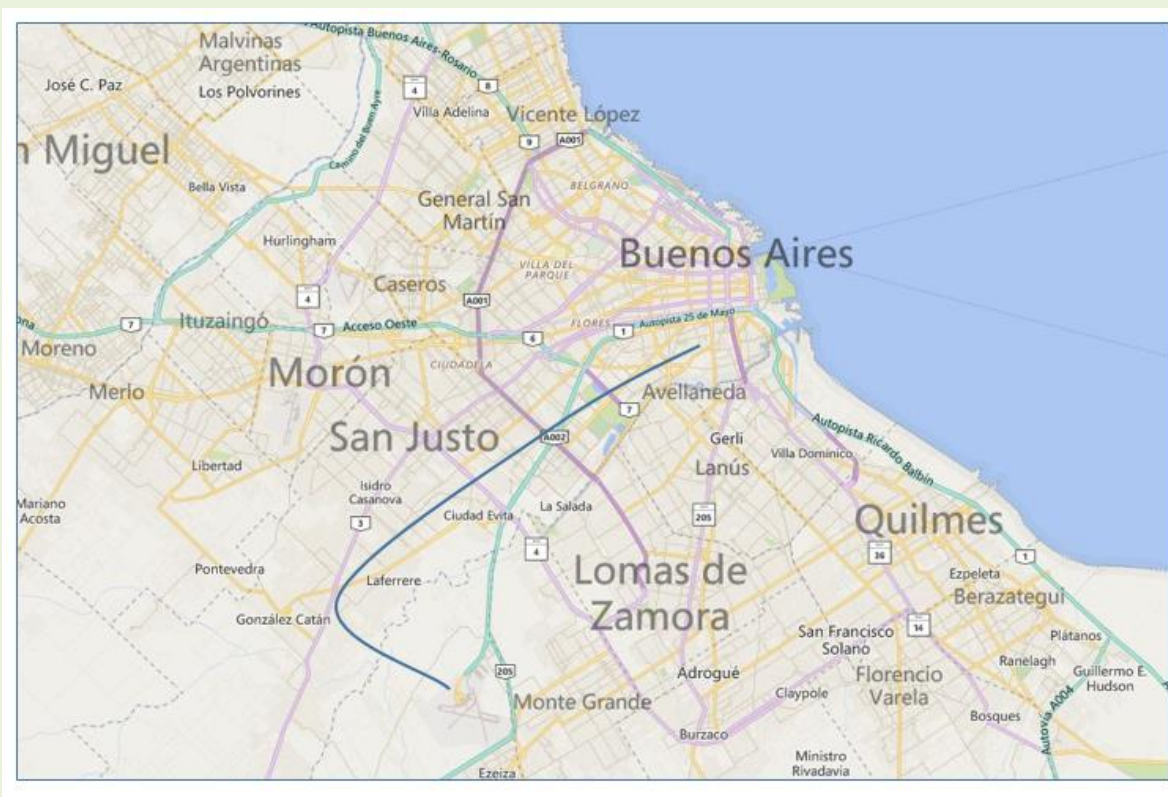 Autopista Buenos Aires-Rosario
Malvinas
Argentinas
José C. Paz
Los Polvorines
4
8
Villa Adelina
Vicente López
Camino del Buen Ayre
9
A001
n Miguel
Bella Vista
BELGRANO
General San
Martín
Hurlingham
Buenos Aires
VILLA DEL
PARQUE
Caseros
4
A001
Ituzaingó
7
7
Acceso Oeste
6
FLORES
1
Autopista 25 de Mayo
ona
Moreno
Morón
CIUDADELA
Merlo
Avellaneda
7
San Justo
A002
Gerli
Autopista Ricardo Balbín
Villa Domínico
Libertad
Lanús
Isidro
Casanova
Mariano
Acosta
3
Ciudad Evita
La Salada
205
Quilmes
4
36
1
Pontevedra
Laferrere
Lomas de
Zamora
Ezpeleta
Berazategui
González Catán
14
San Francisco
Solano
Plátanos
205
Adrogué
Ranelagh
Guillermo E.
Hudson
Florencio
Varela
Monte Grande
Claypole
Bosques
Autovía A004
Burzaco
Ministro
Rivadavia
Ezeiza